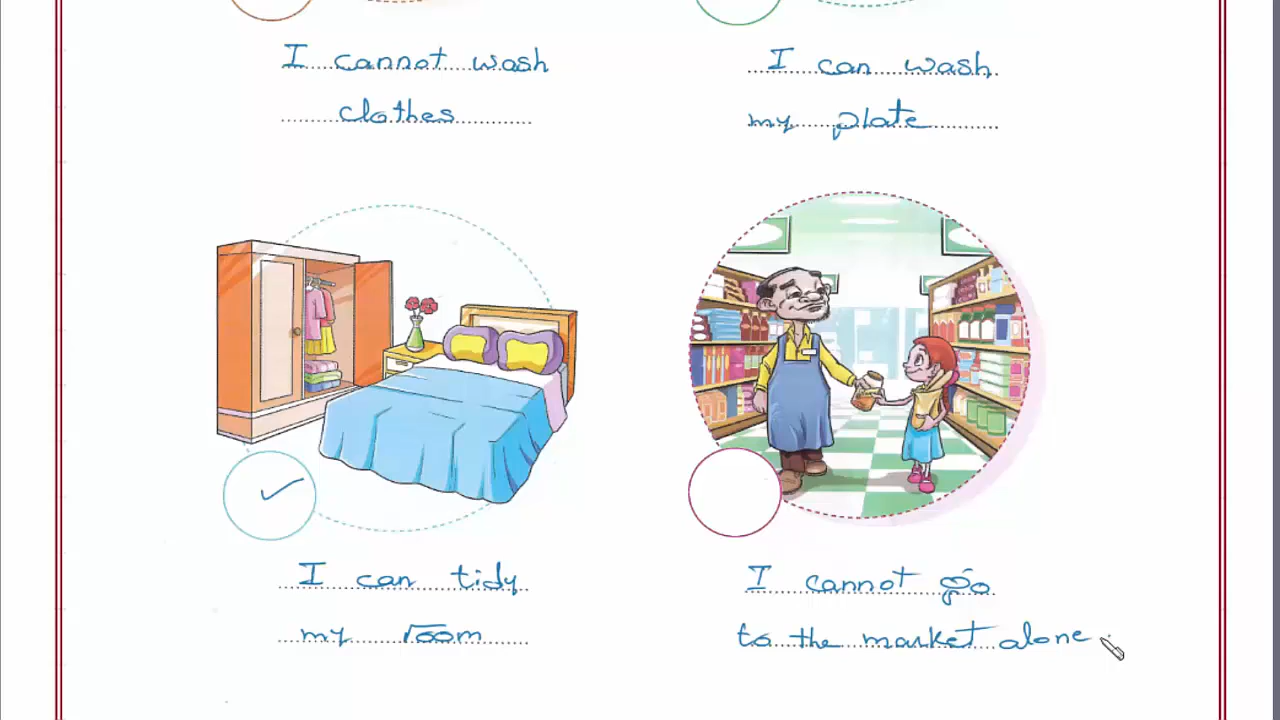 I cannot wash
clothes
I can wash
my plate
I can tidy
my room
I cannot go
to the market alone